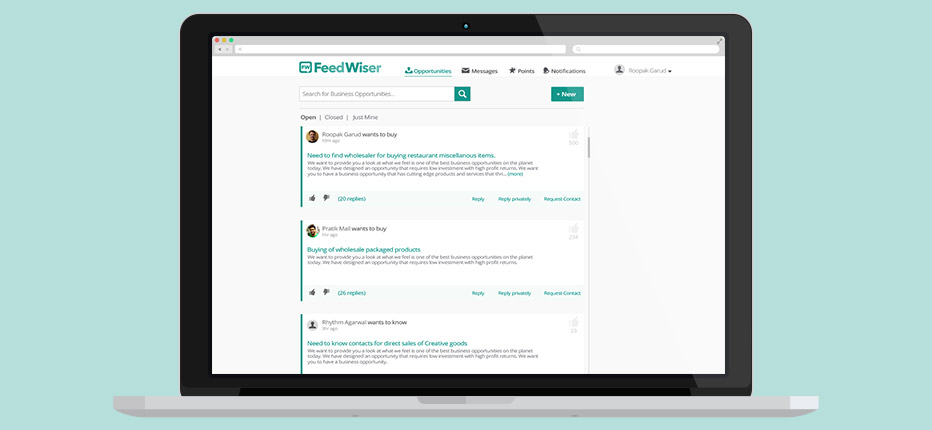 FW FeedWiser
Opportunities Messages Points Notifications Roopak Garud
Search for Business Opportunities...
+ New
Open | Closed | Just Mine
Roopak Garud wants to buy
ago
500
Need to find wholesaler for buying restaurant miscellanous items.
We want to provide you a look at what we feel is one of the best business opportunities on the planet
today. We have designed an opportunity that requires low investment with high profit returns. We want
you to have a business opportunity that has cutting edge products and services that thri... (more)
(20 replies) Reply Reply privately Request Contact
Pratik Mali wants to buy
1hr ago
234
Buying of wholesale packaged products
We want to provide you a look at what we feel is one of the best business opportunities on the planet
today. We have designed an opportunity that requires low investment with high profit returns.
(26 replies) Reply Reply privately Request Contact
Rhythm Agarwal wants to know
3hr ago
23
Need to know contacts for direct sales of Creative goods
We want to provide you a look at what we feel is one of the best business opportunities on the planet
today. We have designed an opportunity that requires low investment with high profit returns. We want
you to have a business opportunity.